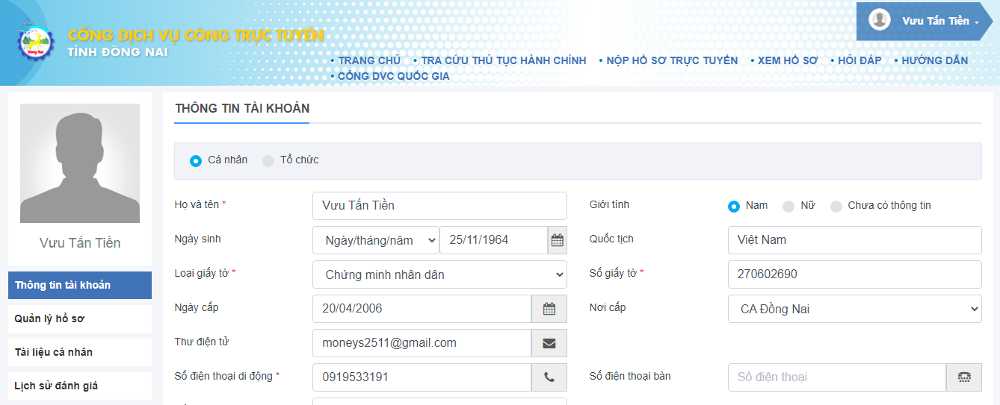 CỔNG DỊCH VỤ CÔNG TRỰC TUYẾN
TỈNH ĐỒNG NAI
Đồng Nai
Vưu Tấn Tiền
TRANG CHỦ • TRA CỨU THỦ TỤC HÀNH CHÍNH • NỘP HỒ SƠ TRỰC TUYẾN • XEM HỒ SƠ • HỎI ĐÁP • HƯỚNG DẪN
• CỔNG DVC QUỐC GIA
Vưu Tấn Tiền
Thông tin tài khoản
Quản lý hồ sơ
Tài liệu cá nhân
Lịch sử đánh giá
THÔNG TIN TÀI KHOẢN
Cá nhân Tổ chức
Họ và tên * Vưu Tấn Tiền Giới tính Nam Nữ Chưa có thông tin
Ngày sinh Ngày/tháng/năm 25/11/1964 Quốc tịch Việt Nam
Loại giấy tờ * Chứng minh nhân dân Số giấy tờ * 270602690
Ngày cấp 20/04/2006 Nơi cấp CA Đồng Nai
Thư điện tử moneys2511@gmail.com
Số điện thoại di động * 0919533191 Số điện thoại bàn Số điện thoại